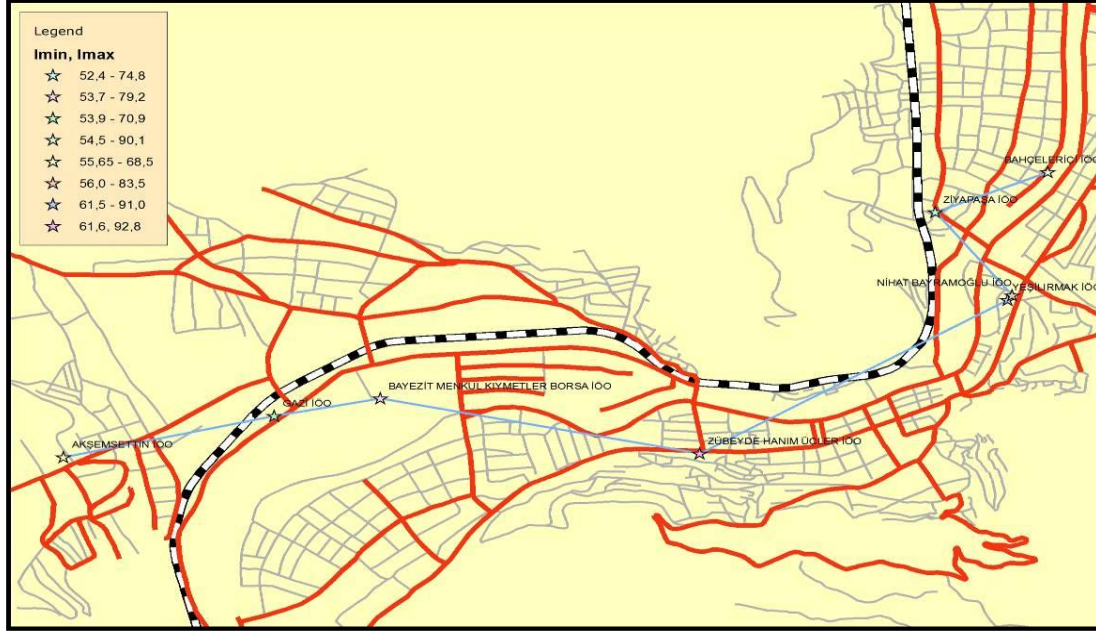 Legend
Imin, Imax
52,4 - 74,8
53,7 - 79,2
53,9 - 70,9
54,5 - 90,1
55,65 - 68,5
56,0 - 83,5
61,5 - 91,0
61,6, 92,8
BAHÇELERİÇİ İÖO
ZİYAPAŞA İÖO
NİHAT BAYRAMOĞLU İÖO
YEŞİLIRMAK İÖO
BAYEZİT MENKUL KIYMETLER BORSA İÖO
GAZİ İÖO
AKŞEMSETTİN İÖO
ZÜBEYDE HANIM ÜÇLER İÖO